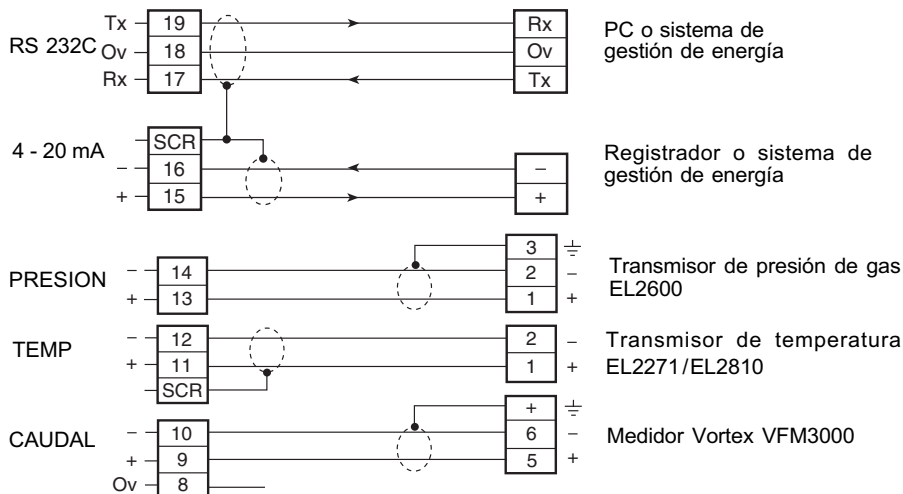 Tx 19 Rx PC o sistema de
RS 232C Ov 18 Ov gestión de energía
Rx 17 Tx
SCR
4 - 20 mA
– 16 – Registrador o sistema de
+ 15 + gestión de energía
3
PRESION – 14 2 – Transmisor de presión de gas
+ 13 1 + EL2600
– 12 2 – Transmisor de temperatura
TEMP + 11 1 + EL2271/EL2810
SCR
+
CAUDAL – 10 6 – Medidor Vortex VFM3000
+ 9 5 +
Ov 8